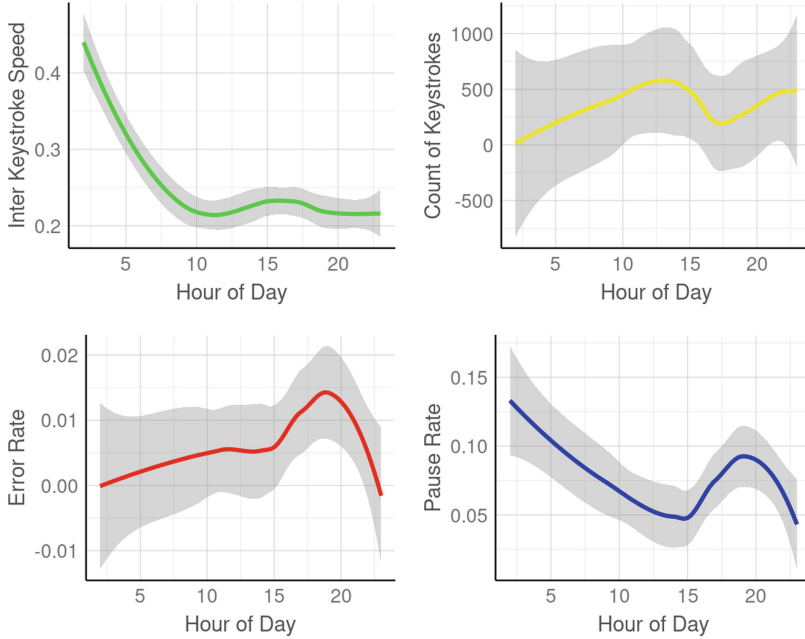 Inter Keystroke Speed
0.4
0.3
0.2
5 10 15 20
Hour of Day
Count of Keystrokes
1000
500
0
-500
5 10 15 20
Hour of Day
Error Rate
0.02
0.01
0.00
-0.01
5 10 15 20
Hour of Day
Pause Rate
0.15
0.10
0.05
5 10 15 20
Hour of Day